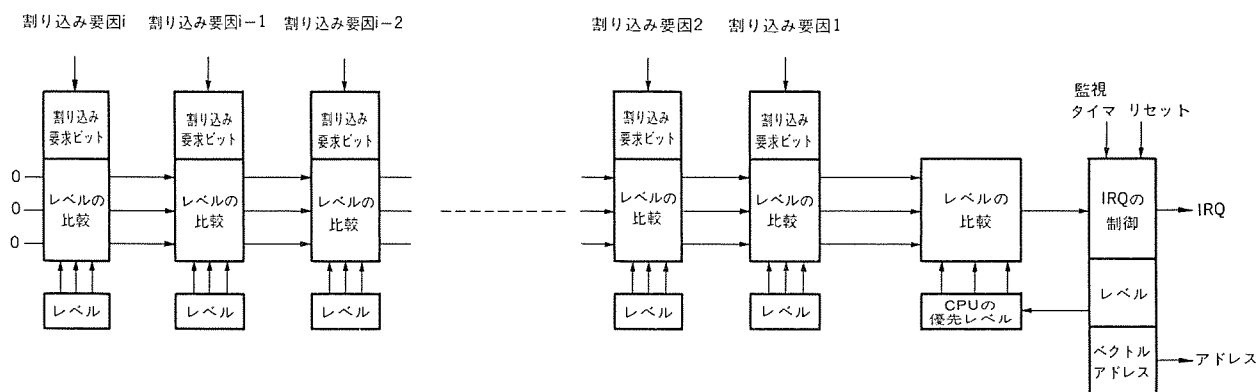 割り込み要因i 割り込み要因i−1 割り込み要因i−2 割り込み要因2 割り込み要因1
監視
タイマ リセット
割り込み
要求ビット
割り込み
要求ビット
割り込み
要求ビット
割り込み
要求ビット
割り込み
要求ビット
0
0
0
レベルの
比較
レベルの
比較
レベルの
比較
レベルの
比較
レベルの
比較
レベルの
比較
IRQの
制御
IRQ
レベル
レベル
レベル
レベル
レベル
CPUの
優先レベル
レベル
ベクトル
アドレス
アドレス